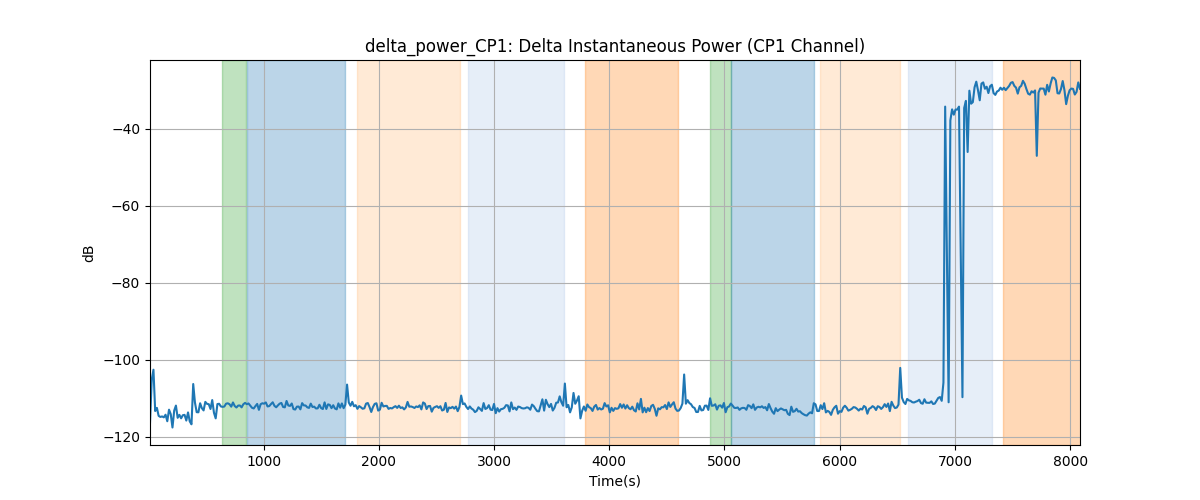 delta_power_CP1: Delta Instantaneous Power (CP1 Channel)
−40
−60
−80
−100
−120
dB
1000 2000 3000 4000 5000 6000 7000 8000
Time(s)